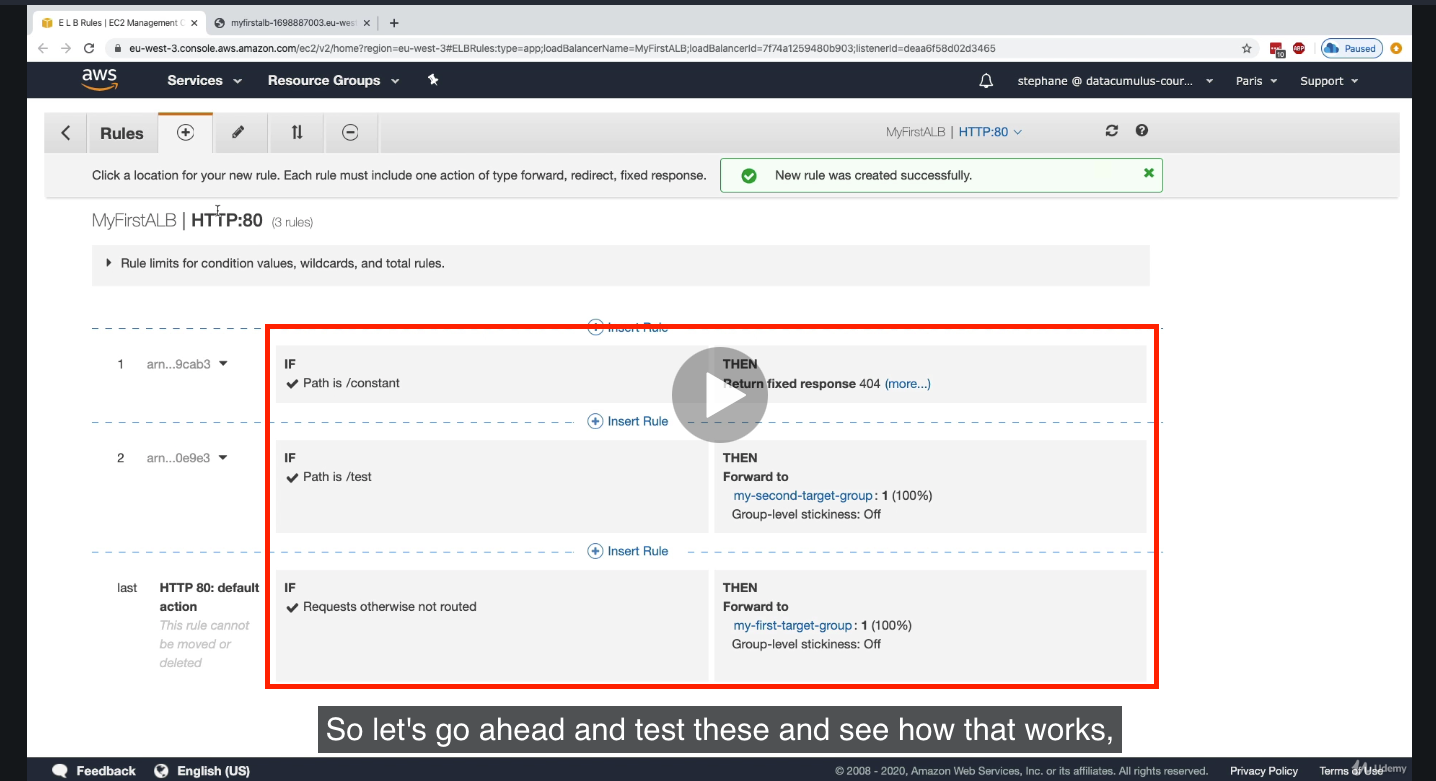 E L B Rules | EC2 Management C
myfirstalb-1698887003.eu-wes
eu-west-3.console.aws.amazon.com/ec2/v2/home?region=eu-west-3#ELBRules:type=app;loadBalancerName=MyFirstALB;loadBalancerId=7f74a1259480b903;listenerId=deaa6f58d02d3465
10
ABP
Paused
aws
Services
Resource Groups
stephane @ datacumulus-cour...
Paris
Support
Rules
MyFirstALB | HTTP:80
Click a location for your new rule. Each rule must include one action of type forward, redirect, fixed response.
New rule was created successfully.
MyFirstALB | HTTP:80 (3 rules)
Rule limits for condition values, wildcards, and total rules.
Insert Rule
1 arn...9cab3
IF
Path is /constant
THEN
Return fixed response 404 (more...)
Insert Rule
2 arn...0e9e3
IF
Path is /test
THEN
Forward to
my-second-target-group: 1 (100%)
Group-level stickiness: Off
Insert Rule
last
HTTP 80: default
action
This rule cannot
be moved or
deleted
IF
Requests otherwise not routed
THEN
Forward to
my-first-target-group: 1 (100%)
Group-level stickiness: Off
So let's go ahead and test these and see how that works,
Feedback
English (US)
© 2008 - 2020, Amazon Web Services, Inc. or its affiliates. All rights reserved.
Privacy Policy
Terms of Use
Udemy